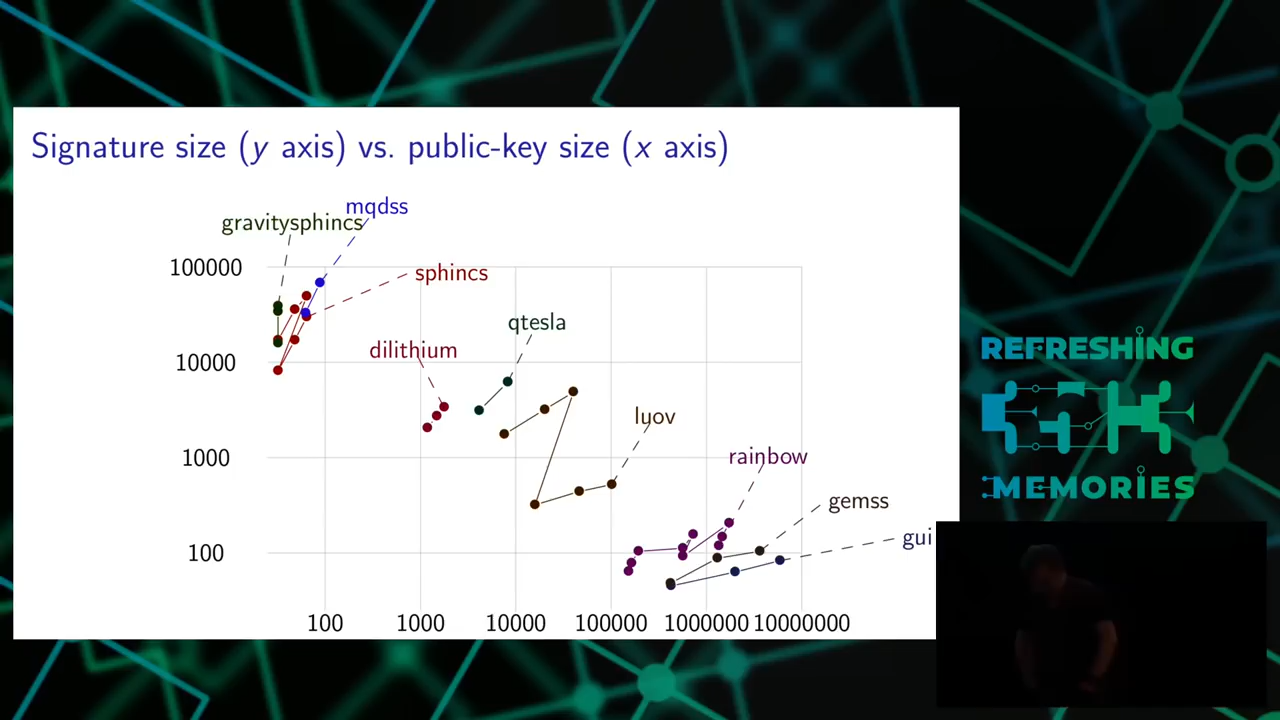 Signature size (y axis) vs. public-key size (x axis)
mqdss
gravitysphincs
100000
sphincs
qtesla
dilithium
10000
luov
1000
rainbow
gemss
100
gui
100 1000 10000 100000 1000000 10000000
REFRESHING
MEMORIES